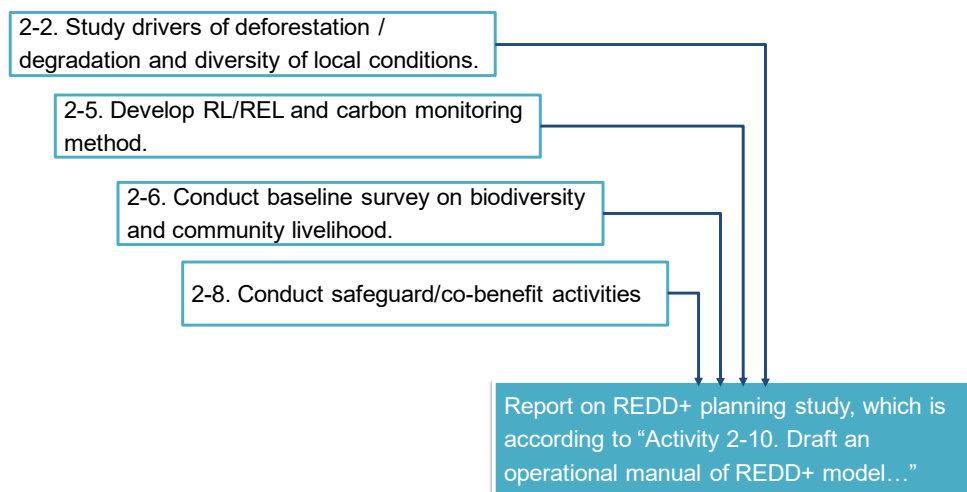 2-2. Study drivers of deforestation /
degradation and diversity of local conditions.
2-5. Develop RL/REL and carbon monitoring
method.
2-6. Conduct baseline survey on biodiversity
and community livelihood.
2-8. Conduct safeguard/co-benefit activities
Report on REDD+ planning study, which is
according to “Activity 2-10. Draft an
operational manual of REDD+ model…”